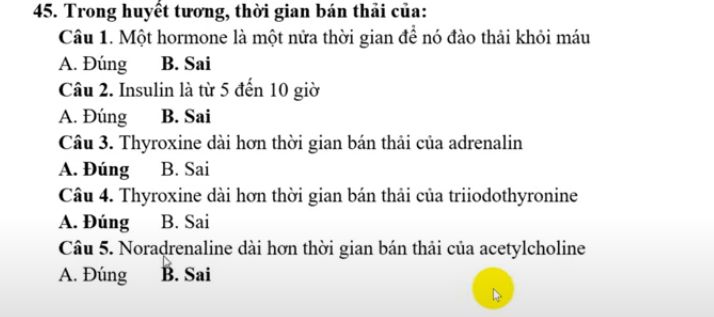 45. Trong huyết tương, thời gian bán thải của:
Câu 1. Một hormone là một nửa thời gian để nó đào thải khỏi máu
A. Đúng B. Sai
Câu 2. Insulin là từ 5 đến 10 giờ
A. Đúng B. Sai
Câu 3. Thyroxine dài hơn thời gian bán thải của adrenalin
A. Đúng B. Sai
Câu 4. Thyroxine dài hơn thời gian bán thải của triiodothyronine
A. Đúng B. Sai
Câu 5. Noradrenaline dài hơn thời gian bán thải của acetylcholine
A. Đúng B. Sai